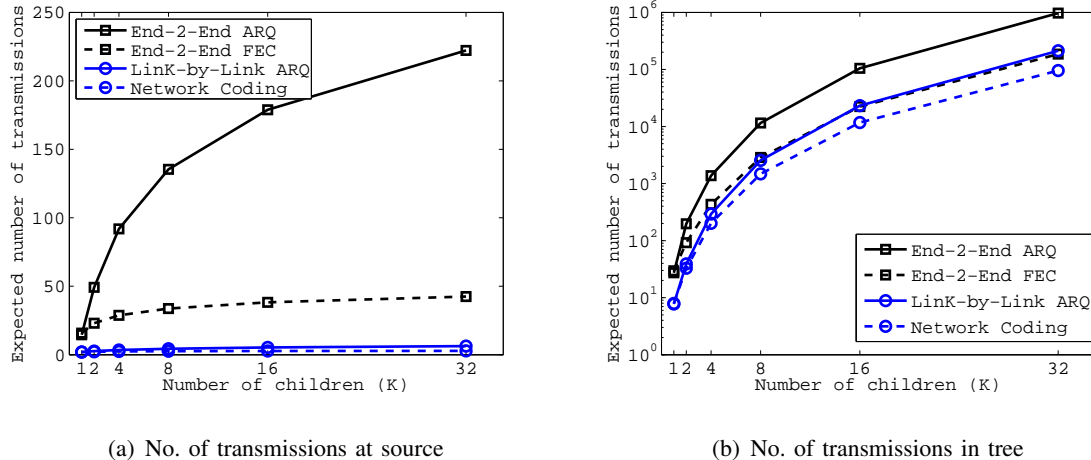 Expected number of transmissions
250
200
150
100
50
0
End-2-End ARQ
End-2-End FEC
LinK-by-Link ARQ
Network Coding
1 2 4 8 16 32
Number of children (K)
(a) No. of transmissions at source
Expected number of transmissions
10^6
10^5
10^4
10^3
10^2
10^1
10^0
End-2-End ARQ
End-2-End FEC
LinK-by-Link ARQ
Network Coding
1 2 4 8 16 32
Number of children (K)
(b) No. of transmissions in tree